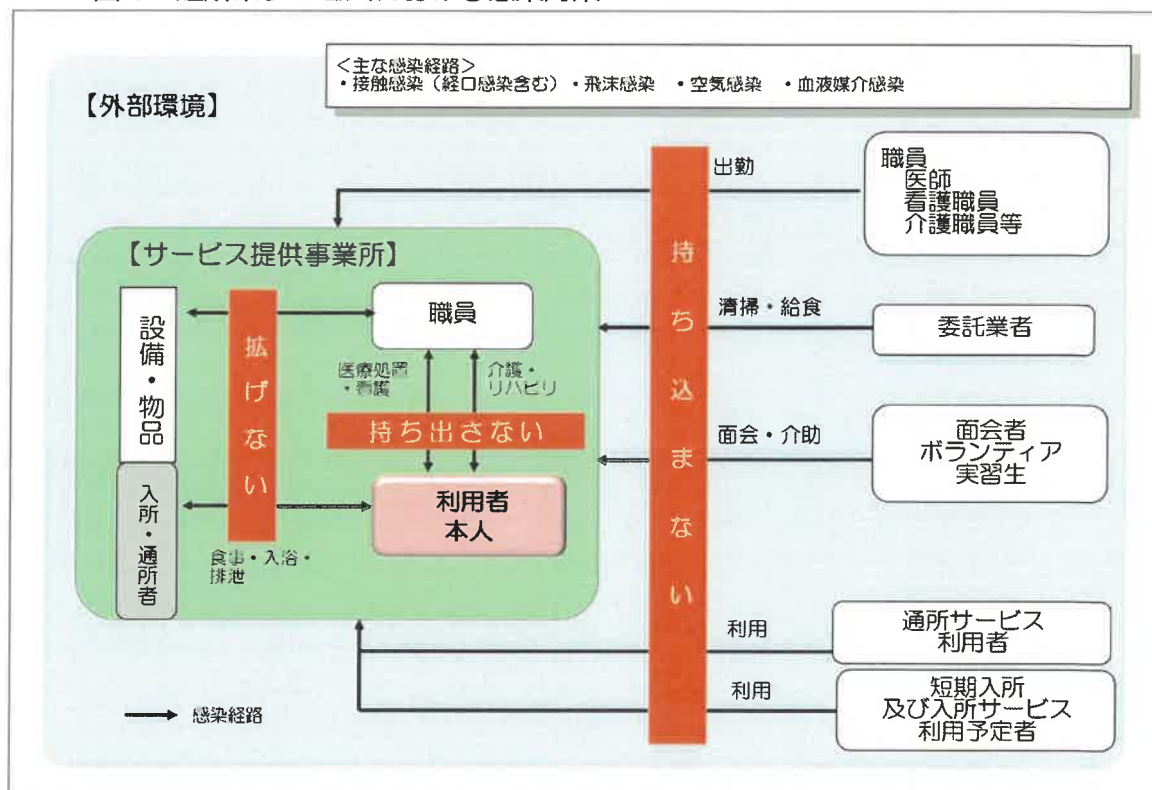 <主な感染経路>
・接触感染（経口感染含む）・飛沫感染　・空気感染　・血液媒介感染
【外部環境】
出勤
職員
医師
看護職員
介護職員等
【サービス提供事業所】
持ち込まない
設備・物品
拡げない
職員
清掃・給食
委託業者
医療処置
・看護
介護・
リハビリ
持ち出さない
面会・介助
面会者
ボランティア
実習生
入所・通所者
利用者
本人
食事・入浴・
排泄
利用
通所サービス
利用者
利用
短期入所
及び入所サービス
利用予定者
感染経路